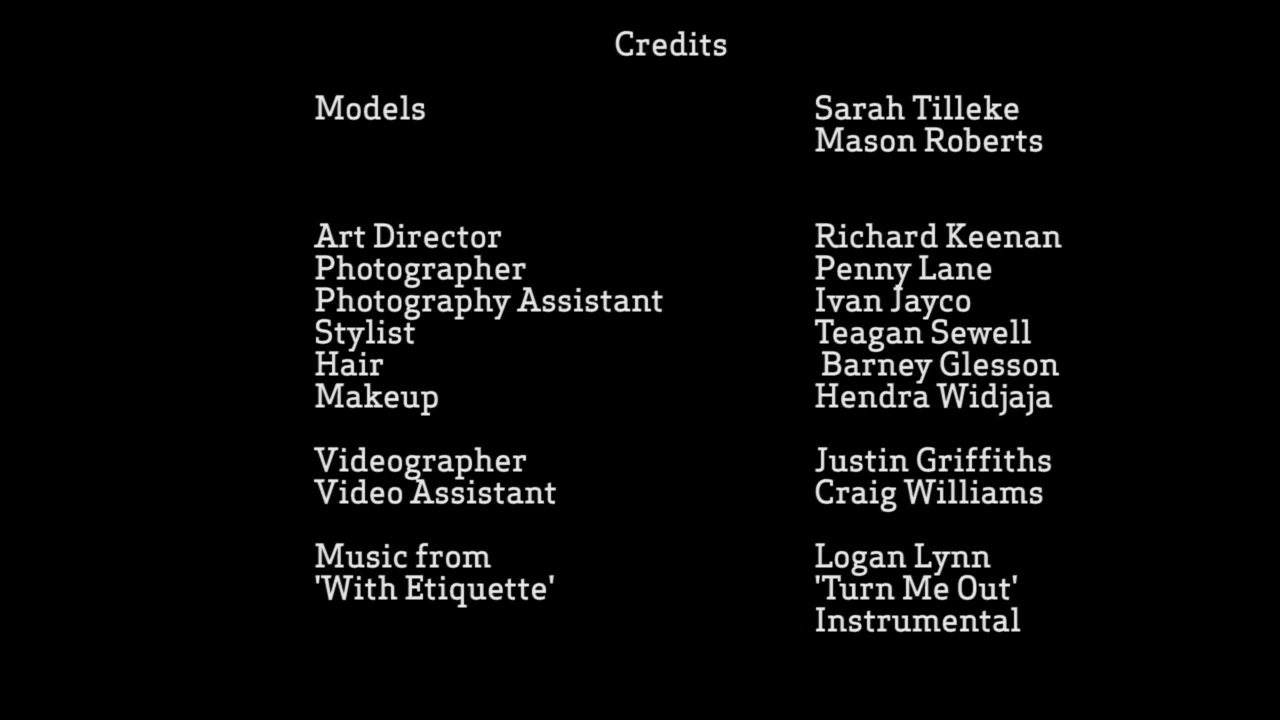 Credits
Models Sarah Tilleke
Mason Roberts
Art Director Richard Keenan
Photographer Penny Lane
Photography Assistant Ivan Jayco
Stylist Teagan Sewell
Hair Barney Glesson
Makeup Hendra Widjaja
Videographer Justin Griffiths
Video Assistant Craig Williams
Music from Logan Lynn
'With Etiquette' 'Turn Me Out'
Instrumental